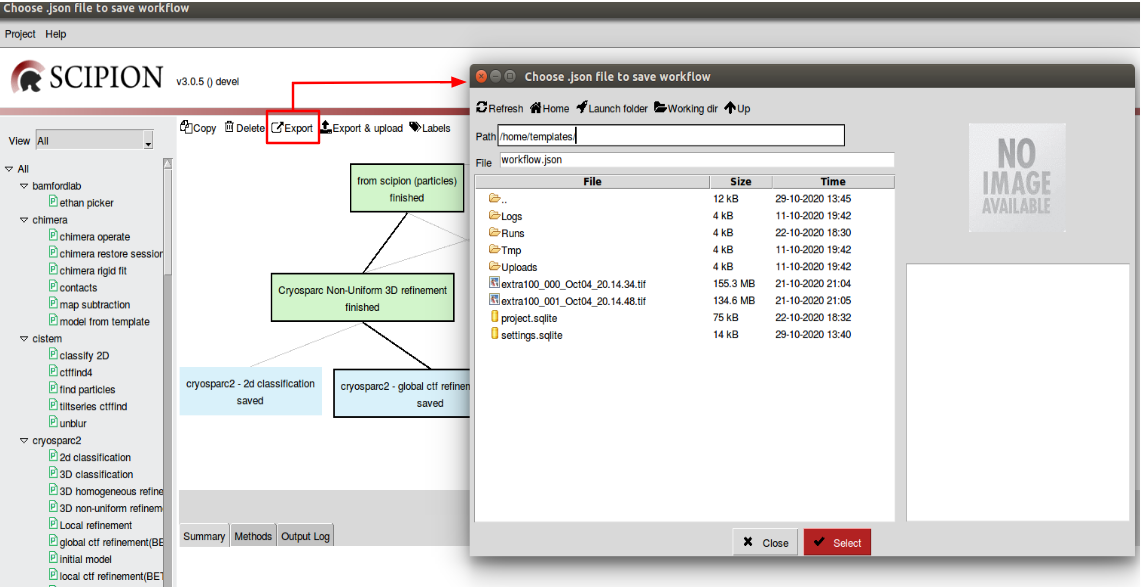 Choose .json file to save workflow
Project Help
SCIPION v3.0.5 () devel
Copy Delete Export Export & upload Labels
View All
All
bamfordlab
ethan picker
chimera
chimera operate
chimera restore session
chimera rigid fit
contacts
map subtraction
model from template
cistem
classify 2D
ctffind4
find particles
tiltseries ctffind
unblur
cryosparc2
2d classification
3D classification
3D homogeneous refine
3D non-uniform refinem
Local refinement
global ctf refinement(BE
initial model
local ctf refinement(BET
from scipion (particles)
finished
Cryosparc Non-Uniform 3D refinement
finished
cryosparc2 - 2d classification
saved
cryosparc2 - global ctf refinen
saved
Summary Methods Output Log
Choose .json file to save workflow
Refresh Home Launch folder Working dir Up
Path /home/templates/
File workflow.json
File Size Time
.. 12 kB 29-10-2020 13:45
Logs 4 kB 11-10-2020 19:42
Runs 4 kB 22-10-2020 18:30
Tmp 4 kB 11-10-2020 19:42
Uploads 4 kB 11-10-2020 19:42
extra100_000_Oct04_20.14.34.tif 155.3 MB 21-10-2020 21:04
extra100_001_Oct04_20.14.48.tif 134.6 MB 21-10-2020 21:05
project.sqlite 75 kB 22-10-2020 18:32
settings.sqlite 14 kB 29-10-2020 13:40
NO
IMAGE
AVAILABLE
Close Select